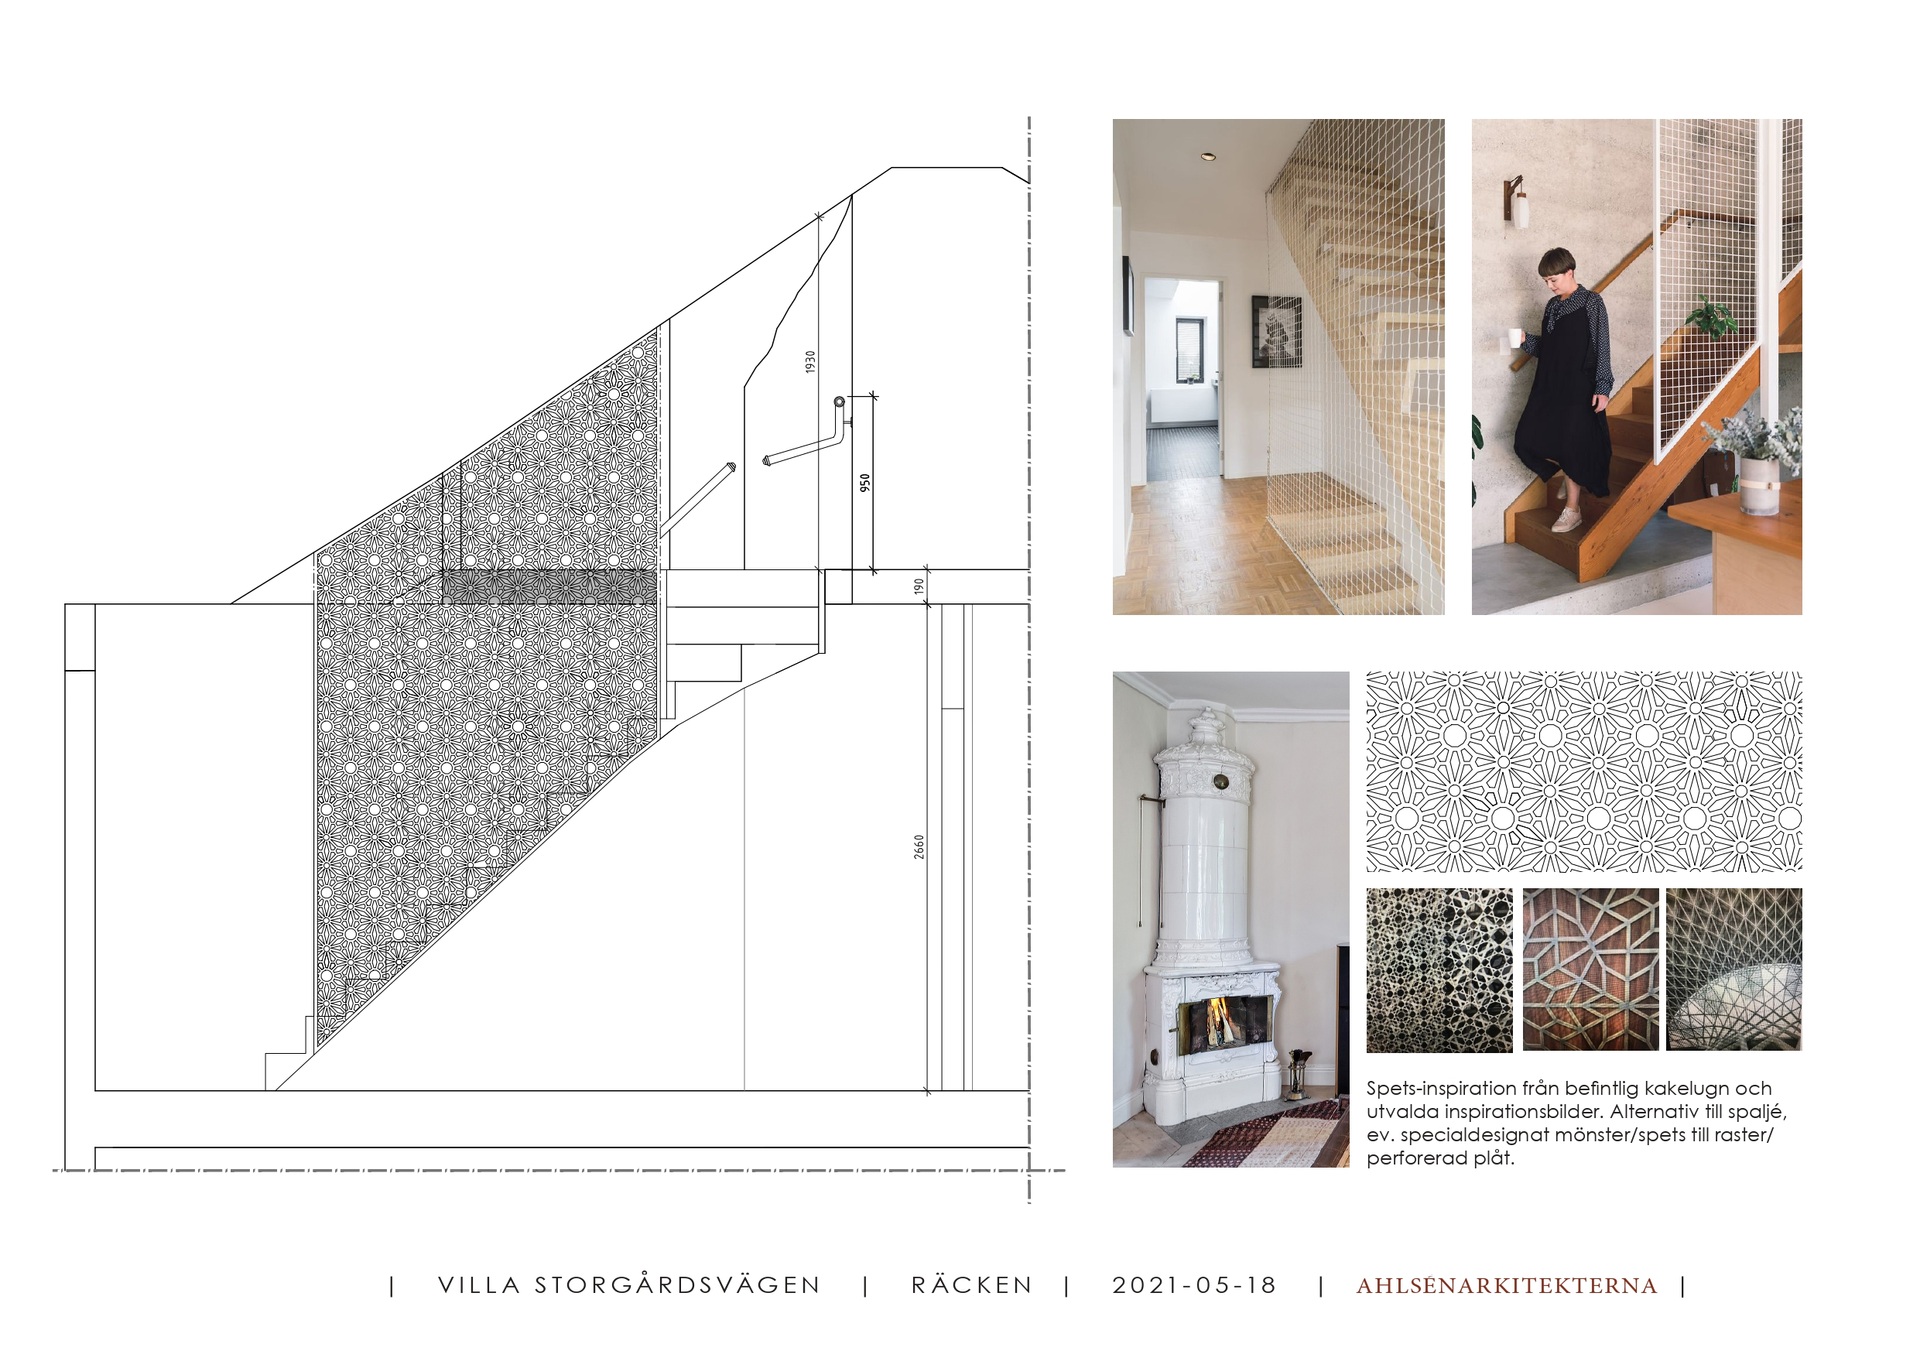 1930
950
190
2660
Spets-inspiration från befintlig kakelugn och
utvalda inspirationsbilder. Alternativ till spaljé,
ev. specialdesignat mönster/spets till raster/
perforerad plåt.
| VILLA STORGÅRDSVÄGEN | RÄCKEN | 2021-05-18 | AHLSÉNARKITEKTERNA |